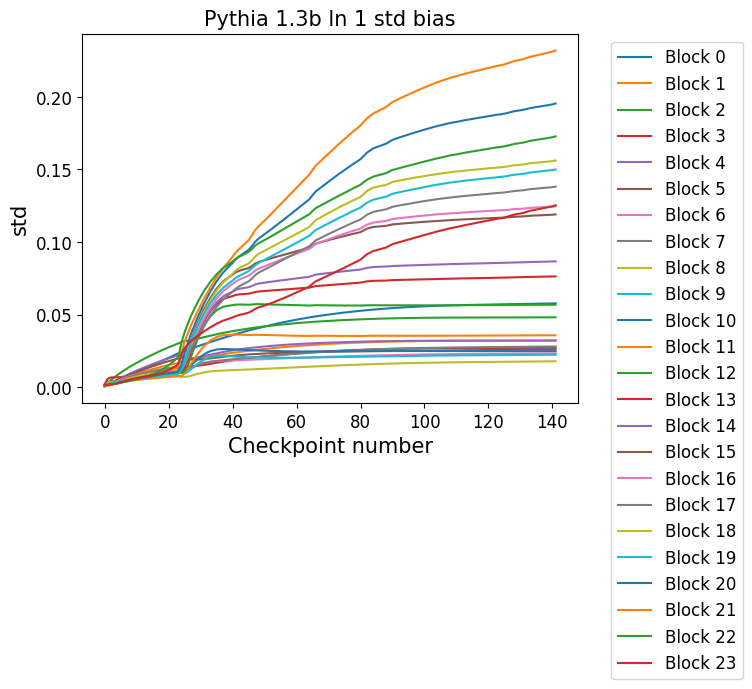 Pythia 1.3b ln 1 std bias
std
0.20
0.15
0.10
0.05
0.00
0 20 40 60 80 100 120 140
Checkpoint number
Block 0
Block 1
Block 2
Block 3
Block 4
Block 5
Block 6
Block 7
Block 8
Block 9
Block 10
Block 11
Block 12
Block 13
Block 14
Block 15
Block 16
Block 17
Block 18
Block 19
Block 20
Block 21
Block 22
Block 23